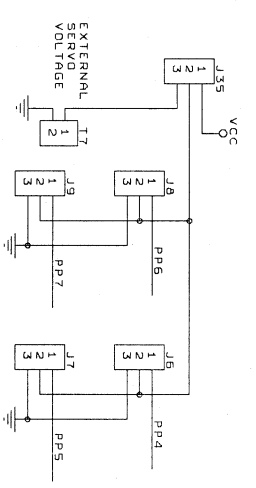 VCC
J35
1
2
3
J8
1
2
3
PP6
J6
1
2
3
PP4
EXTERNAL
SERVO
VOLTAGE
T7
1
2
J9
1
2
3
PP7
J7
1
2
3
PP5